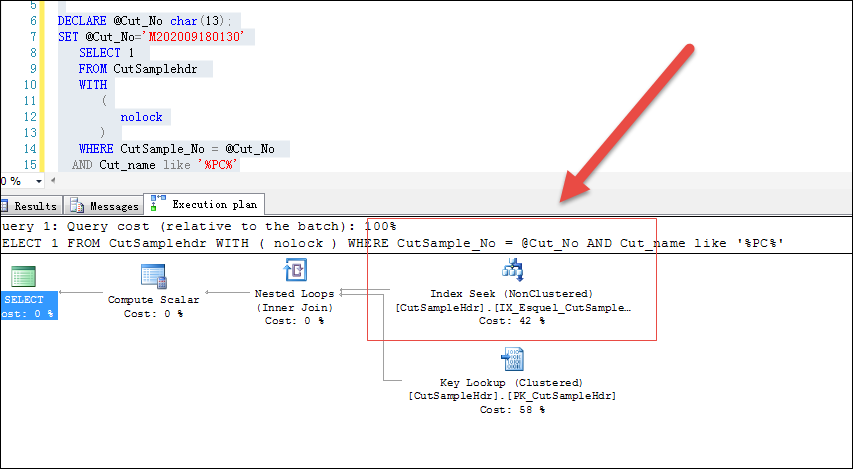 5
6 DECLARE @Cut_No char(13);
7 SET @Cut_No='M202009180130'
8 SELECT 1
9 FROM CutSamplehdr
10 WITH
11 (
12 nolock
13 )
14 WHERE CutSample_No = @Cut_No
15 AND Cut_name like '%PC%'
0 %
Results Messages Execution plan
uery 1: Query cost (relative to the batch): 100%
ELECT 1 FROM CutSamplehdr WITH ( nolock ) WHERE CutSample_No = @Cut_No AND Cut_name like '%PC%'
SELECT
ost: 0 %
Compute Scalar
Cost: 0 %
Nested Loops
(Inner Join)
Cost: 0 %
Index Seek (NonClustered)
[CutSampleHdr].[IX_Esquel_CutSample…
Cost: 42 %
Key Lookup (Clustered)
[CutSampleHdr].[PK_CutSampleHdr]
Cost: 58 %